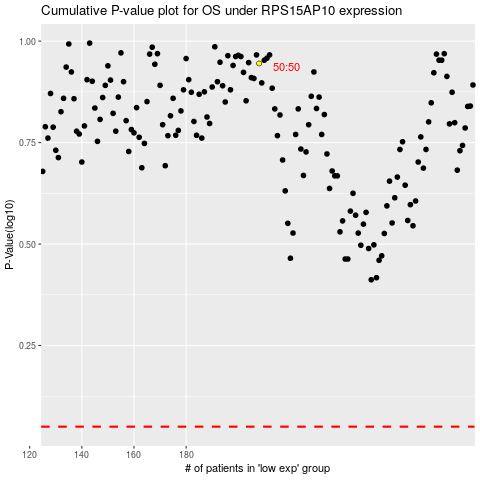 Cumulative P-value plot for OS under RPS15AP10 expression
1.00
50:50
0.75
P-Value(log10)
0.50
0.25
120 140 160 180
# of patients in 'low exp' group